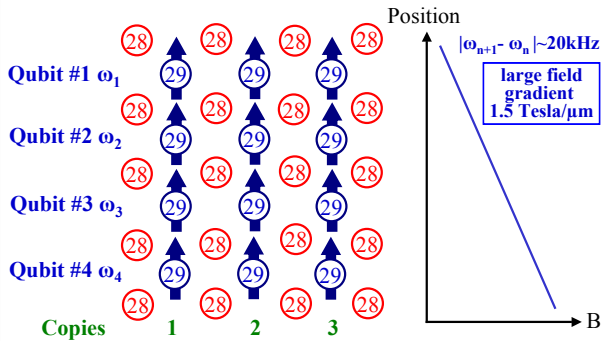 Position
28 28 28 28
Qubit #1 ω₁ 29 29 29
28 28 28 28
Qubit #2 ω₂ 29 29 29
28 28 28 28
Qubit #3 ω₃ 29 29 29
28 28 28 28
Qubit #4 ω₄ 29 29 29
28 28 28 28
Copies 1 2 3
|ωₙ₊₁- ωₙ |~20kHz
large field
gradient
1.5 Tesla/µm
B